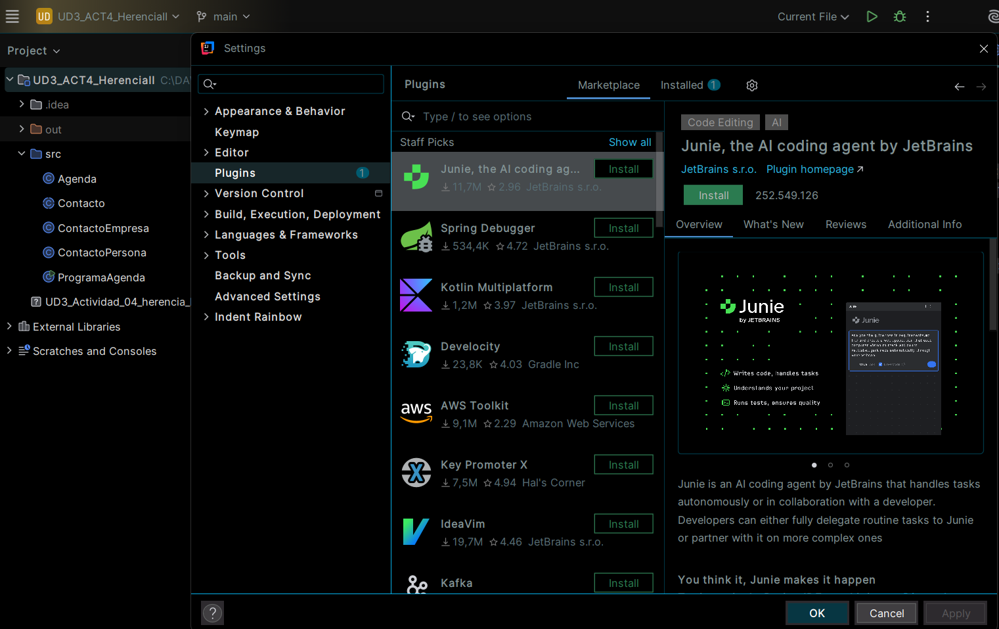 UD UD3_ACT4_HerenciaII main Current File
Project
UD3_ACT4_HerenciaII C:\DA
.idea
out
src
Agenda
Contacto
ContactoEmpresa
ContactoPersona
ProgramaAgenda
UD3_Actividad_04_herencia_
External Libraries
Scratches and Consoles
Settings
Appearance & Behavior
Keymap
Editor
Plugins 1
Version Control
Build, Execution, Deployment
Languages & Frameworks
Tools
Backup and Sync
Advanced Settings
Indent Rainbow
Plugins Marketplace Installed 1
Type / to see options
Staff Picks Show all
Junie, the AI coding ag... Install
11,7M 2.96 JetBrains s.r.o.
Spring Debugger Install
534,4K 4.72 JetBrains s.r.o.
Kotlin Multiplatform Install
1,2M 3.97 JetBrains s.r.o.
Develocity Install
23,8K 4.03 Gradle Inc
aws
AWS Toolkit Install
9,1M 2.29 Amazon Web Services
Key Promoter X Install
7,5M 4.94 Hal's Corner
IdeaVim Install
19,7M 4.46 JetBrains s.r.o.
Kafka Install
Code Editing AI
Junie, the AI coding agent by JetBrains
JetBrains s.r.o. Plugin homepage
Install 252.549.126
Overview What's New Reviews Additional Info
Junie
by JETBRAINS
Writes code, handles tasks
Understands your project
Runs tests, ensures quality
Junie
Junie is an AI coding agent by JetBrains that handles tasks
autonomously or in collaboration with a developer.
Developers can either fully delegate routine tasks to Junie
or partner with it on more complex ones
You think it, Junie makes it happen
? OK Cancel Apply